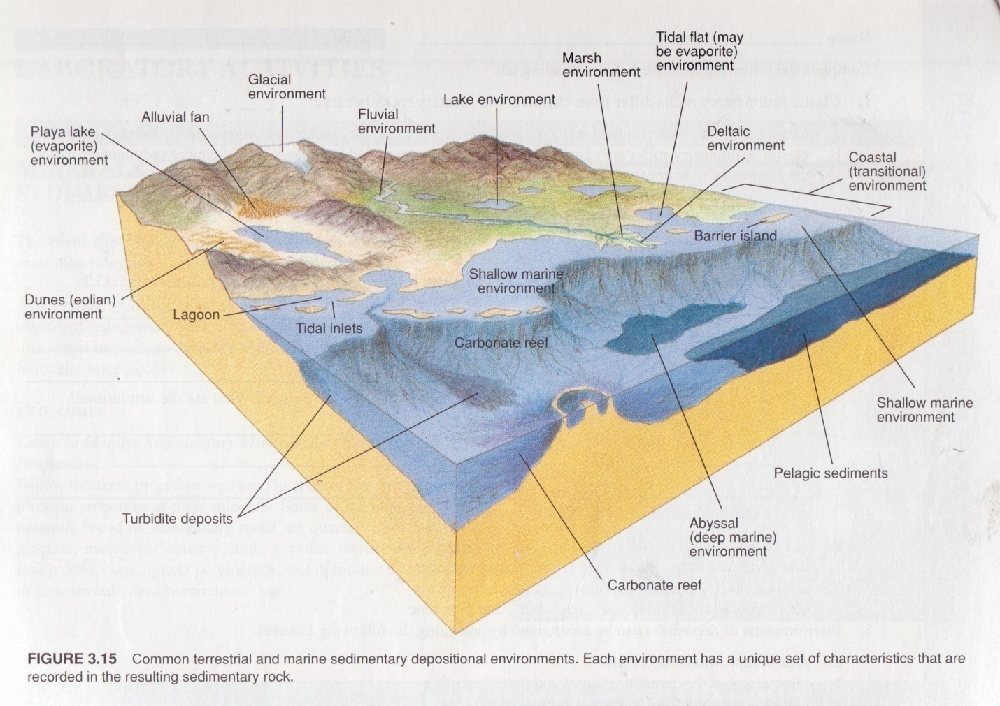 Tidal flat (may
be evaporite)
environment
Marsh
environment
Glacial
environment
Lake environment
Fluvial
environment
Alluvial fan
Playa lake
(evaporite)
environment
Deltaic
environment
Coastal
(transitional)
environment
Barrier island
Shallow marine
environment
Dunes (eolian)
environment
Lagoon
Tidal inlets
Carbonate reef
Shallow marine
environment
Pelagic sediments
Turbidite deposits
Abyssal
(deep marine)
environment
Carbonate reef
FIGURE 3.15 Common terrestrial and marine sedimentary depositional environments. Each environment has a unique set of characteristics that are
recorded in the resulting sedimentary rock.